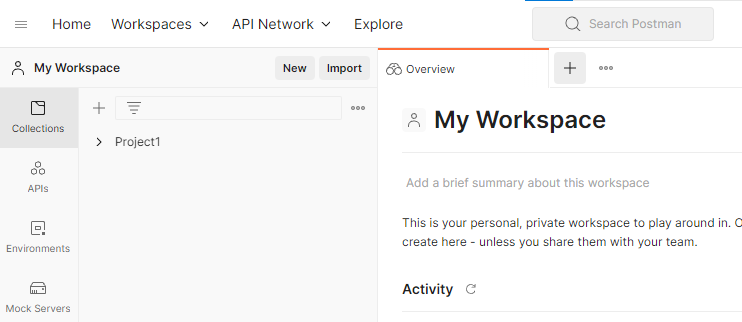 Home Workspaces API Network Explore Search Postman
My Workspace New Import
Overview
Collections
Project1
APIs
Environments
Mock Servers
My Workspace
Add a brief summary about this workspace
This is your personal, private workspace to play around in.
create here - unless you share them with your team.
Activity